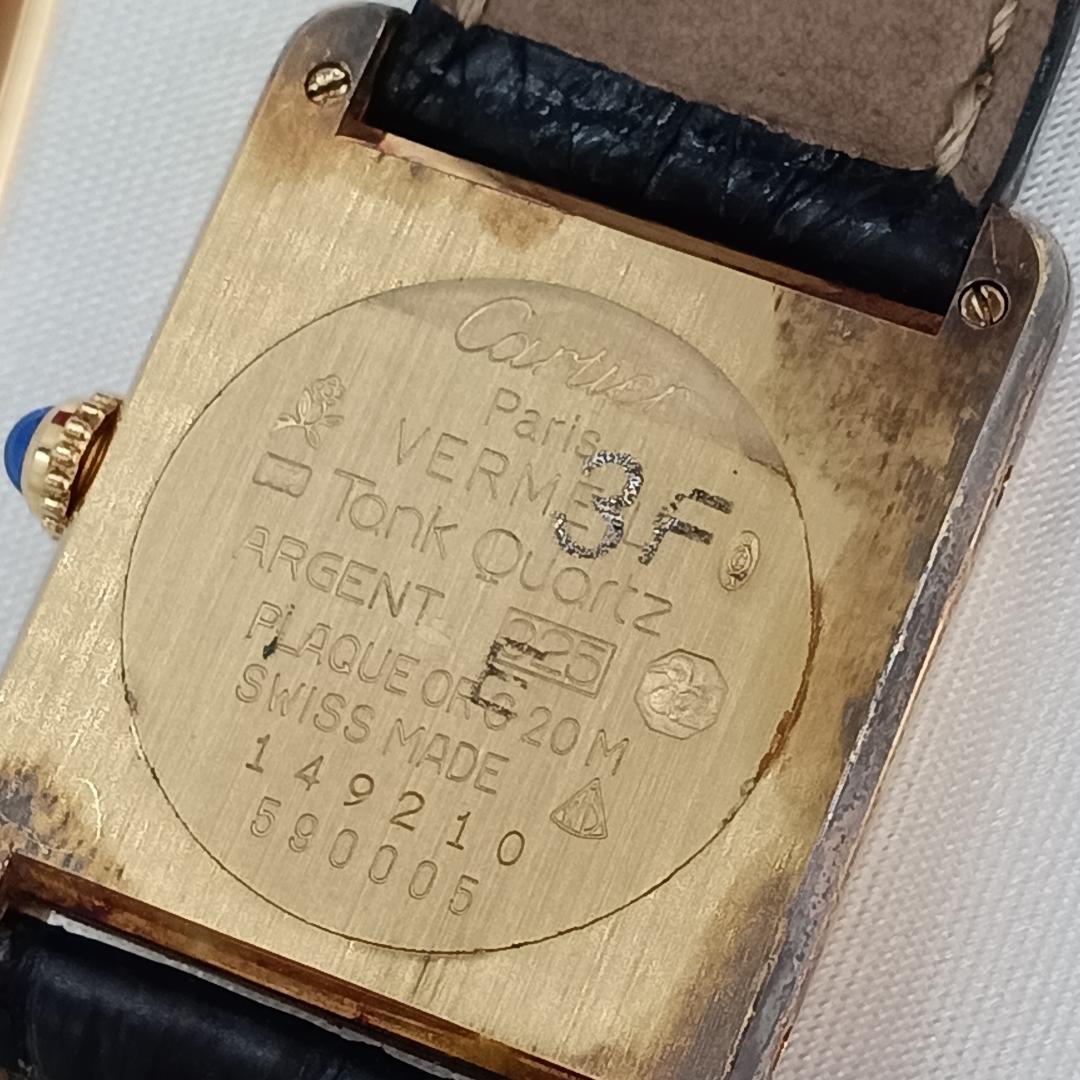 Cartier
Paris
VERMEIL
Tank Quartz
ARGENT 925
PLAQUE OR G 20 M
SWISS MADE
149210
590005
3F
E